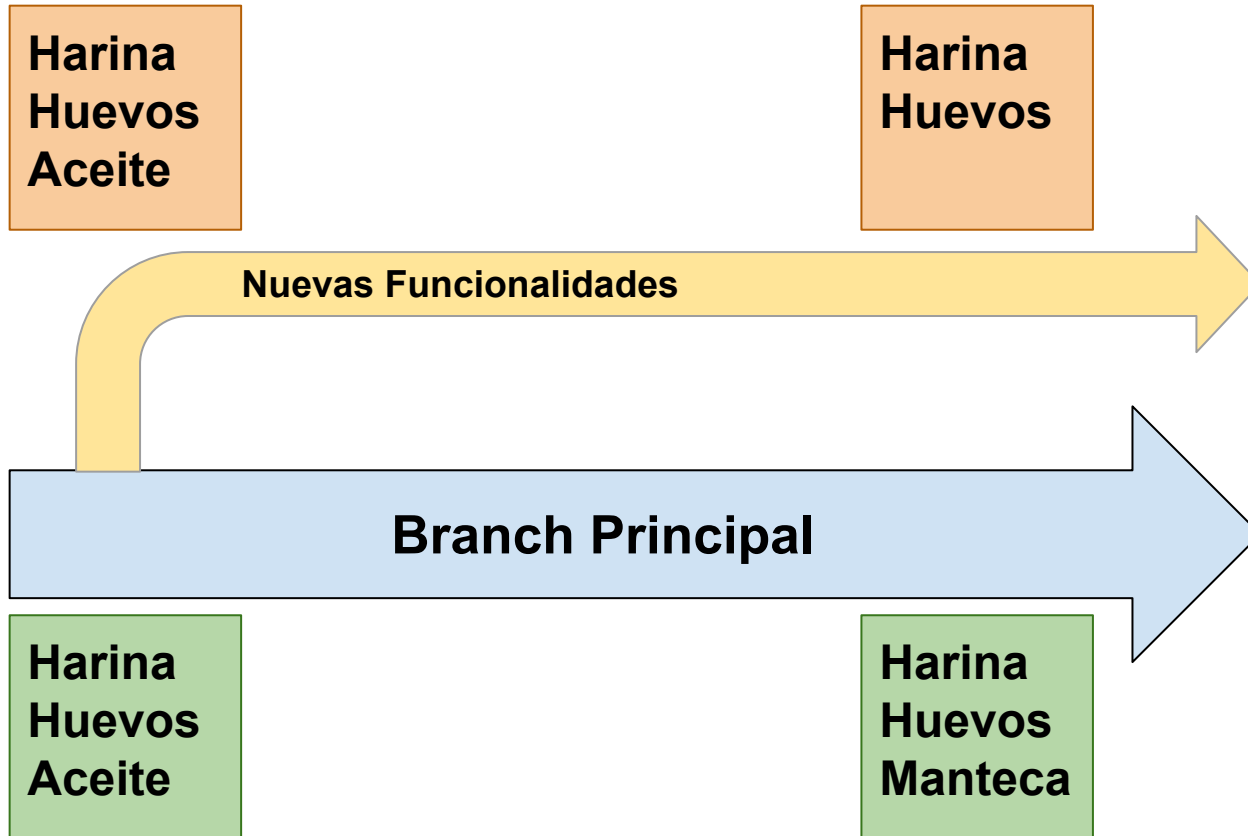 Harina
Huevos
Aceite
Harina
Huevos
Nuevas Funcionalidades
Branch Principal
Harina
Huevos
Aceite
Harina
Huevos
Manteca